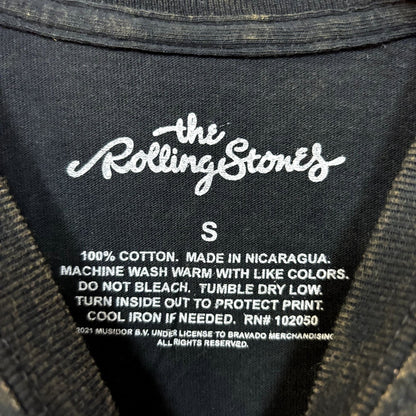 the
Rolling Stones
S
100% COTTON. MADE IN NICARAGUA.
MACHINE WASH WARM WITH LIKE COLORS.
DO NOT BLEACH. TUMBLE DRY LOW.
TURN INSIDE OUT TO PROTECT PRINT.
COOL IRON IF NEEDED. RN# 102050
2021 MUSIDOR B.V. UNDER LICENSE TO BRAVADO MERCHANDISING
ALL RIGHTS RESERVED.